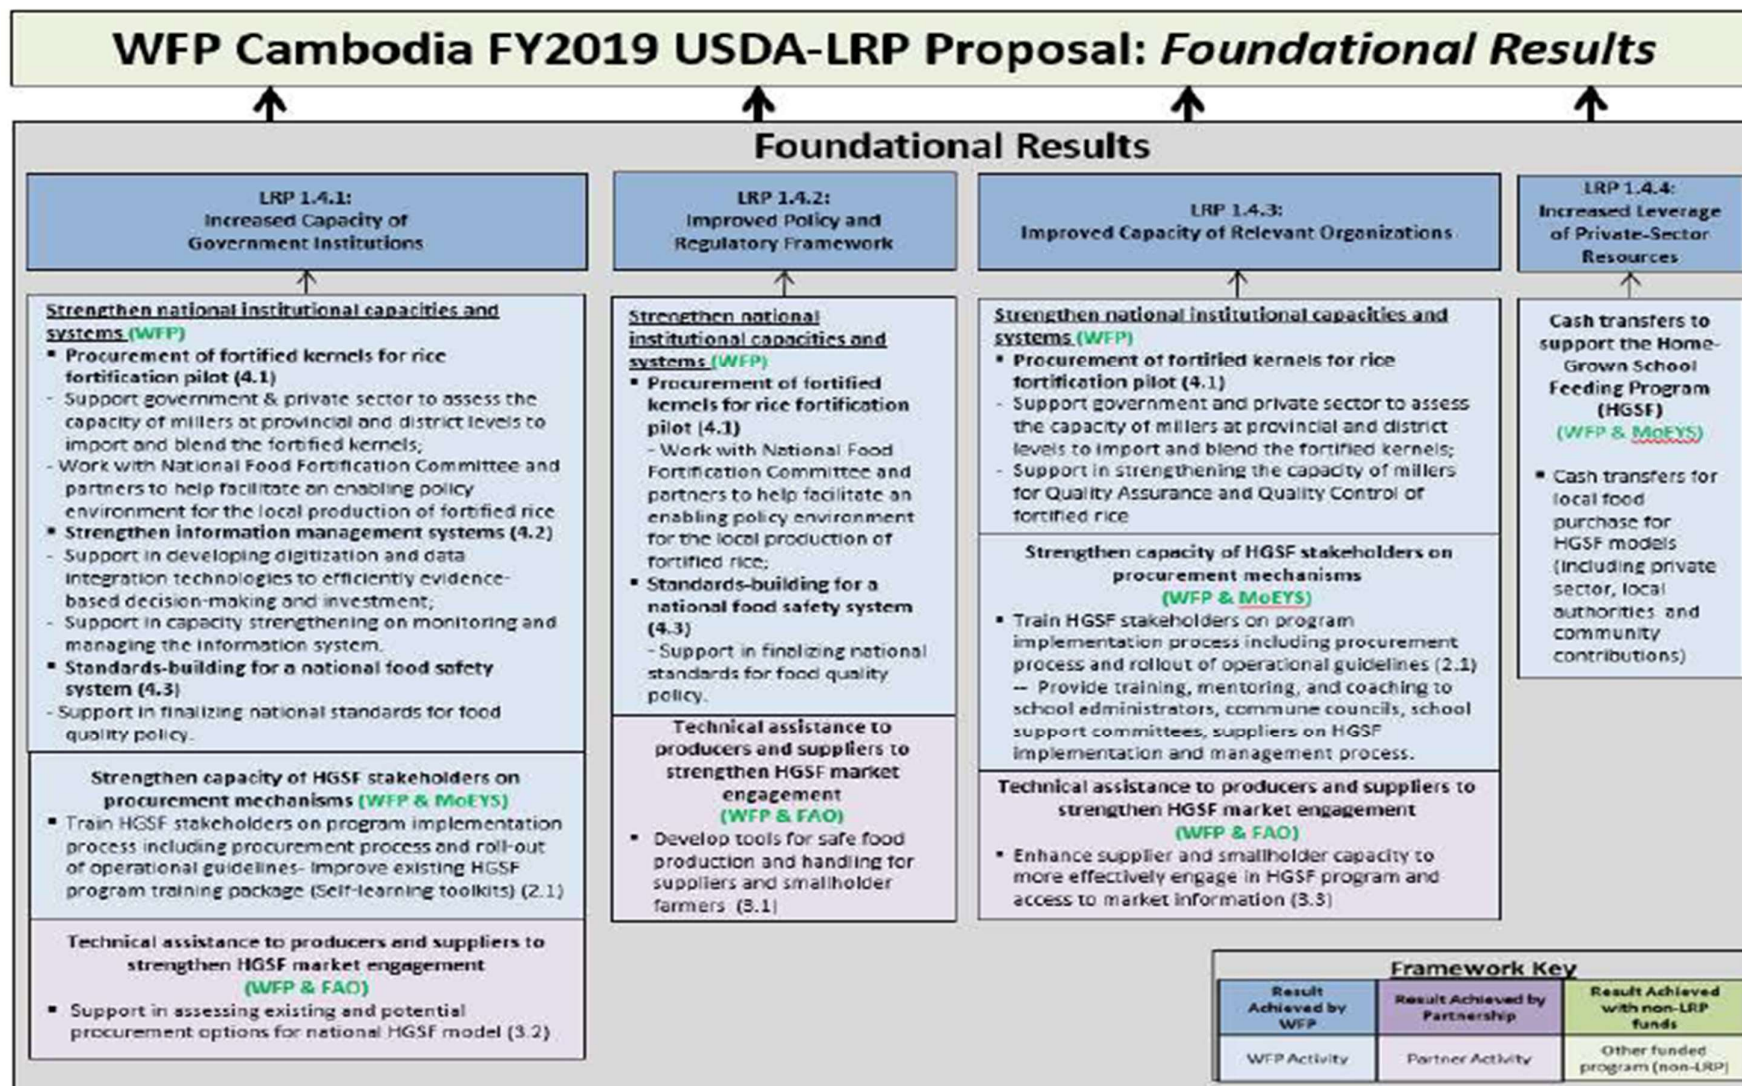 WFP Cambodia FY2019 USDA-LRP Proposal: Foundational Results
Foundational Results
LRP 1.4.1:
Increased Capacity of
Government Institutions
Strengthen national institutional capacities and
systems (WFP)
▪ Procurement of fortified kernels for rice
fortification pilot (4.1)
- Support government & private sector to assess the
capacity of millers at provincial and district levels to
import and blend the fortified kernels;
- Work with National Food Fortification Committee and
partners to help facilitate an enabling policy
environment for the local production of fortified rice
▪ Strengthen information management systems (4.2)
- Support in developing digitization and data
integration technologies to efficiently evidence-
based decision-making and investment;
- Support in capacity strengthening on monitoring and
managing the information system.
▪ Standards-building for a national food safety
system (4.3)
- Support in finalizing national standards for food
quality policy.
Strengthen capacity of HGSF stakeholders on
procurement mechanisms (WFP & MoEYS)
▪ Train HGSF stakeholders on program implementation
process including procurement process and roll-out
of operational guidelines- Improve existing HGSF
program training package (Self-learning toolkits) (2.1)
Technical assistance to producers and suppliers to
strengthen HGSF market engagement
(WFP & FAO)
▪ Support in assessing existing and potential
procurement options for national HGSF model (3.2)
LRP 1.4.2:
Improved Policy and
Regulatory Framework
Strengthen national
institutional capacities and
systems (WFP)
▪ Procurement of fortified
kernels for rice fortification
pilot (4.1)
- Work with National Food
Fortification Committee and
partners to help facilitate an
enabling policy environment
for the local production of
fortified rice;
▪ Standards-building for a
national food safety system
(4.3)
- Support in finalizing national
standards for food quality
policy.
Technical assistance to
producers and suppliers to
strengthen HGSF market
engagement
(WFP & FAO)
▪ Develop tools for safe food
production and handling for
suppliers and smallholder
farmers (3.1)
LRP 1.4.3:
Improved Capacity of Relevant Organizations
Strengthen national institutional capacities and
systems (WFP)
▪ Procurement of fortified kernels for rice
fortification pilot (4.1)
- Support government and private sector to assess
the capacity of millers at provincial and district
levels to import and blend the fortified kernels;
- Support in strengthening the capacity of millers
for Quality Assurance and Quality Control of
fortified rice
Strengthen capacity of HGSF stakeholders on
procurement mechanisms
(WFP & MoEYS)
▪ Train HGSF stakeholders on program
implementation process including procurement
process and rollout of operational guidelines (2.1)
-- Provide training, mentoring, and coaching to
school administrators, commune councils, school
support committees, suppliers on HGSF
implementation and management process.
Technical assistance to producers and suppliers to
strengthen HGSF market engagement
(WFP & FAO)
▪ Enhance supplier and smallholder capacity to
more effectively engage in HGSF program and
access to market information (3.3)
LRP 1.4.4:
Increased Leverage
of Private-Sector
Resources
Cash transfers to
support the Home-
Grown School
Feeding Program
(HGSF)
(WFP & MoEYS)
▪ Cash transfers for
local food
purchase for
HGSF models
(including private
sector, local
authorities and
community
contributions)
Framework Key
Result
Achieved by
WFP
Result Achieved by
Partnership
Result Achieved
with non-LRP
funds
WFP Activity
Partner Activity
Other funded
program (non-LRP)